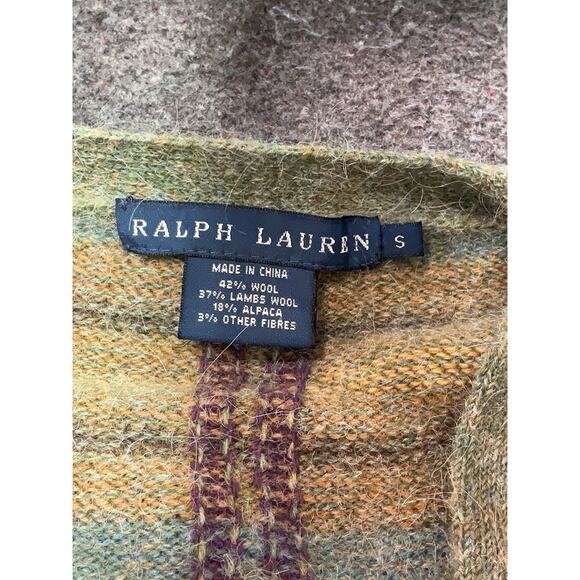 RALPH LAUREN S
MADE IN CHINA
42% WOOL
37% LAMBS WOOL
18% ALPACA
3% OTHER FIBRES